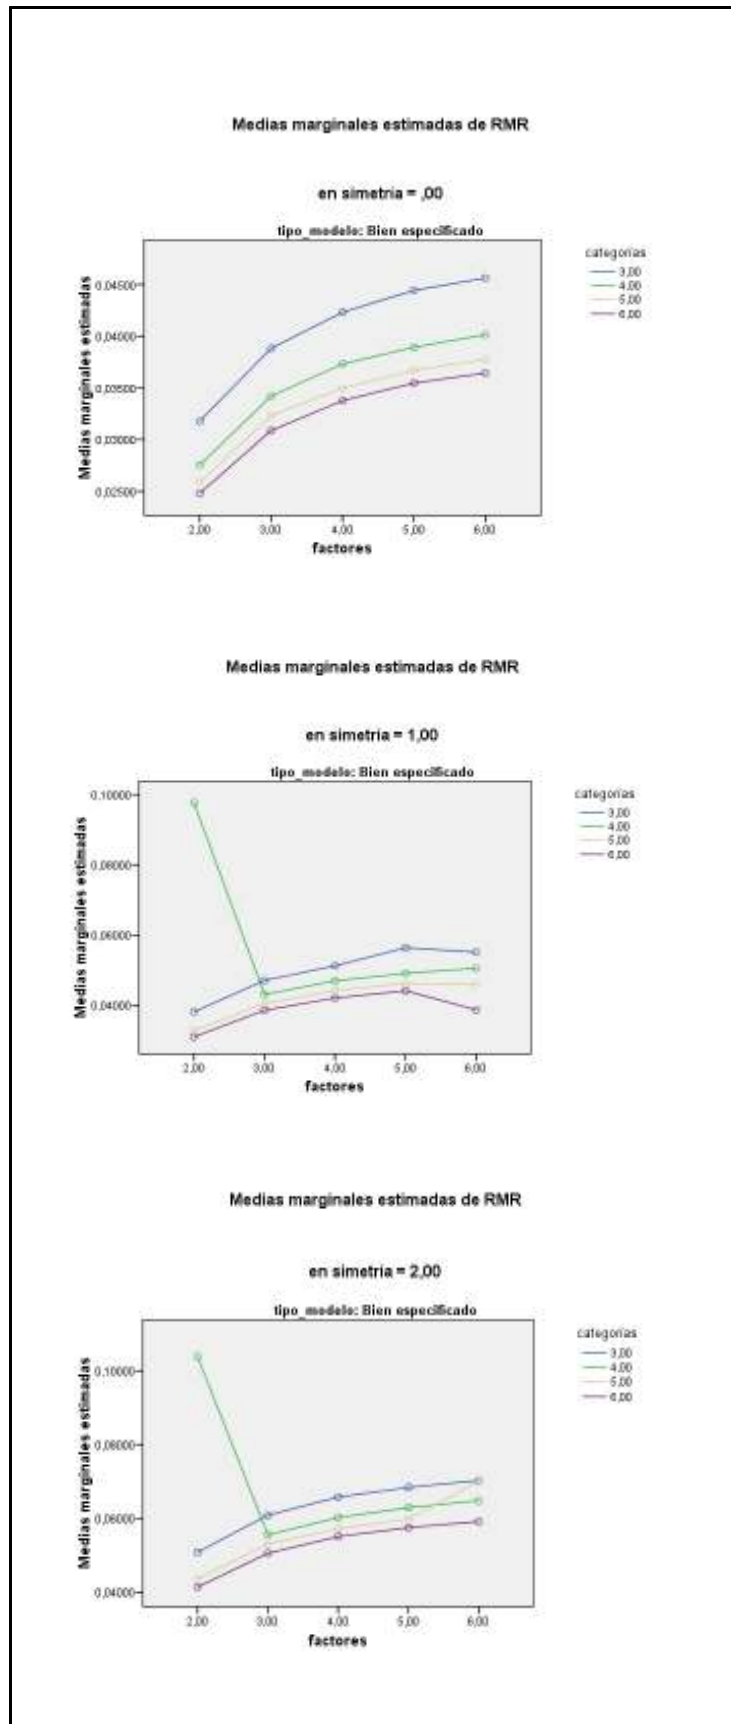 Medias marginales estimadas de RMR
en simetria = ,00
tipo_modelo: Bien especificado
Medias marginales estimadas
0,04500
0,04000
0,03500
0,03000
0,02500
2,00 3,00 4,00 5,00 6,00
factores
categorías
3,00
4,00
5,00
6,00
Medias marginales estimadas de RMR
en simetria = 1,00
tipo_modelo: Bien especificado
Medias marginales estimadas
0,10000
0,08000
0,06000
0,04000
2,00 3,00 4,00 5,00 6,00
factores
categorías
3,00
4,00
5,00
6,00
Medias marginales estimadas de RMR
en simetria = 2,00
tipo_modelo: Bien especificado
Medias marginales estimadas
0,10000
0,08000
0,06000
0,04000
2,00 3,00 4,00 5,00 6,00
factores
categorías
3,00
4,00
5,00
6,00